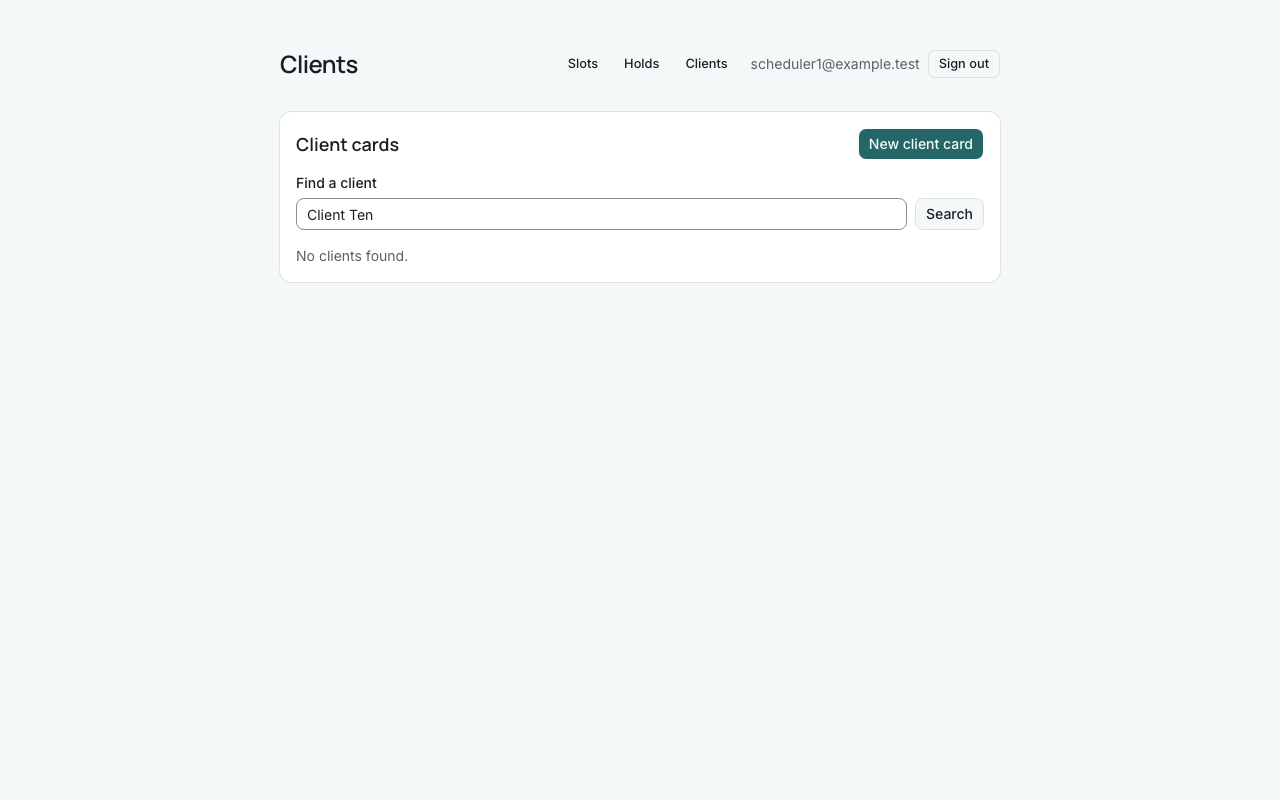 Clients
Slots Holds Clients scheduler1@example.test Sign out
Client cards
New client card
Find a client
Client Ten
Search
No clients found.